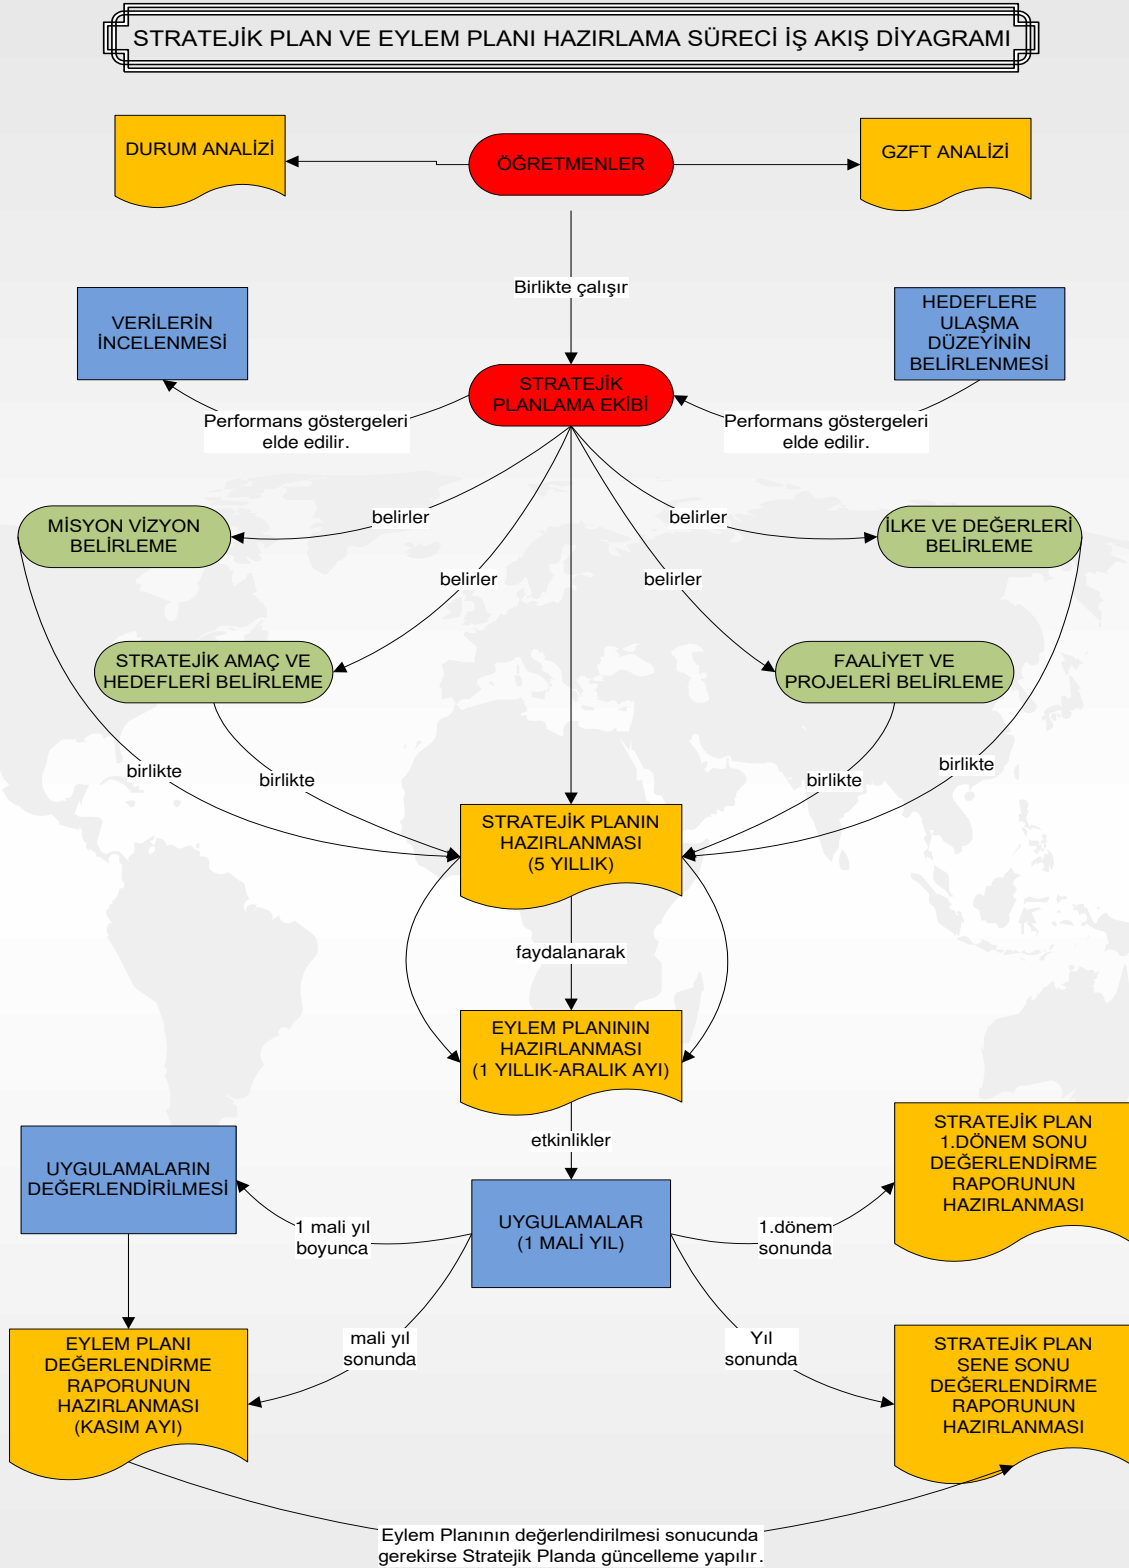 STRATEJİK PLAN VE EYLEM PLANI HAZIRLAMA SÜRECİ İŞ AKIŞ DİYAGRAMI
DURUM ANALİZİ
ÖĞRETMENLER
GZFT ANALİZİ
Birlikte çalışır
VERİLERİN
İNCELENMESİ
HEDEFLERE
ULAŞMA
DÜZEYİNİN
BELİRLENMESİ
STRATEJİK
PLANLAMA EKİBİ
Performans göstergeleri
elde edilir.
Performans göstergeleri
elde edilir.
belirler
belirler
MİSYON VİZYON
BELİRLEME
İLKE VE DEĞERLERİ
BELİRLEME
belirler
belirler
STRATEJİK AMAÇ VE
HEDEFLERİ BELİRLEME
FAALİYET VE
PROJELERİ BELİRLEME
birlikte
birlikte
birlikte
birlikte
STRATEJİK PLANIN
HAZIRLANMASI
(5 YILLIK)
faydalanarak
EYLEM PLANININ
HAZIRLANMASI
(1 YILLIK-ARALIK AYI)
etkinlikler
STRATEJİK PLAN
1.DÖNEM SONU
DEĞERLENDİRME
RAPORUNUN
HAZIRLANMASI
UYGULAMALARIN
DEĞERLENDİRİLMESİ
UYGULAMALAR
(1 MALİ YIL)
1 mali yıl
boyunca
1.dönem
sonunda
mali yıl
sonunda
Yıl
sonunda
EYLEM PLANI
DEĞERLENDİRME
RAPORUNUN
HAZIRLANMASI
(KASIM AYI)
STRATEJİK PLAN
SENE SONU
DEĞERLENDİRME
RAPORUNUN
HAZIRLANMASI
Eylem Planının değerlendirilmesi sonucunda
gerekirse Stratejik Planda güncelleme yapılır.